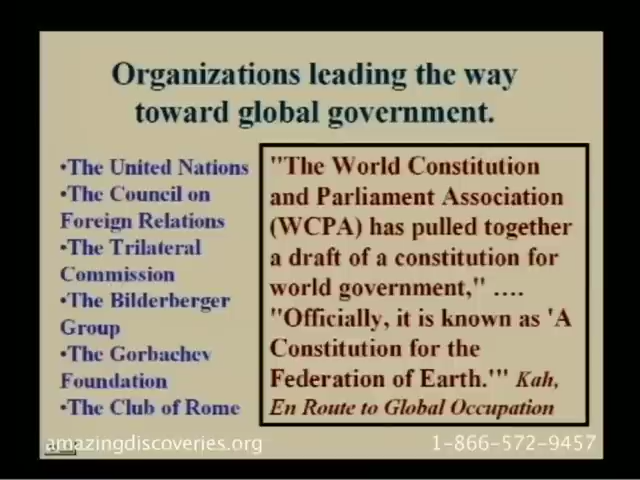 Organizations leading the way
toward global government.
•The United Nations
•The Council on
Foreign Relations
•The Trilateral
Commission
•The Bilderberger
Group
•The Gorbachev
Foundation
•The Club of Rome
"The World Constitution
and Parliament Association
(WCPA) has pulled together
a draft of a constitution for
world government," ....
"Officially, it is known as 'A
Constitution for the
Federation of Earth.'" Kah,
En Route to Global Occupation
amazingdiscoveries.org
1-866-572-9457